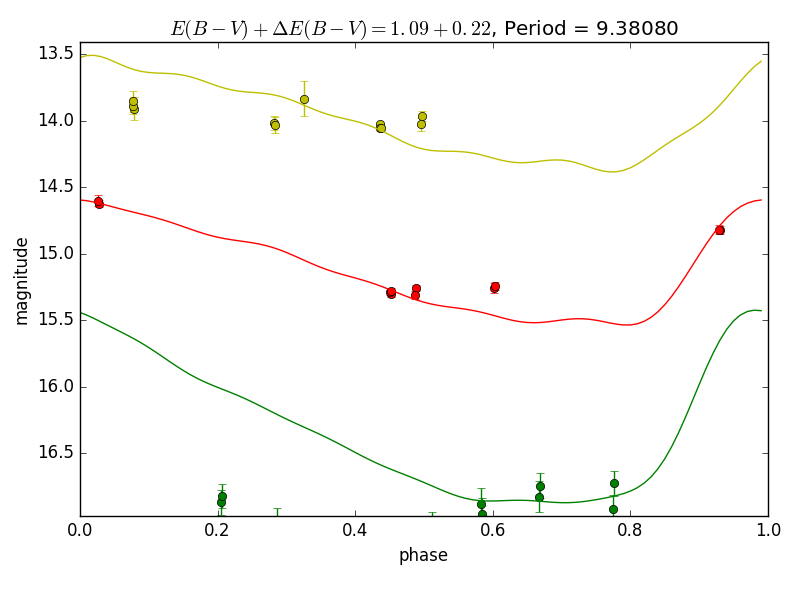 E(B − V) + ΔE(B − V) = 1.09 + 0.22, Period = 9.38080
13.5
14.0
14.5
15.0
15.5
16.0
16.5
magnitude
0.0 0.2 0.4 0.6 0.8 1.0
phase